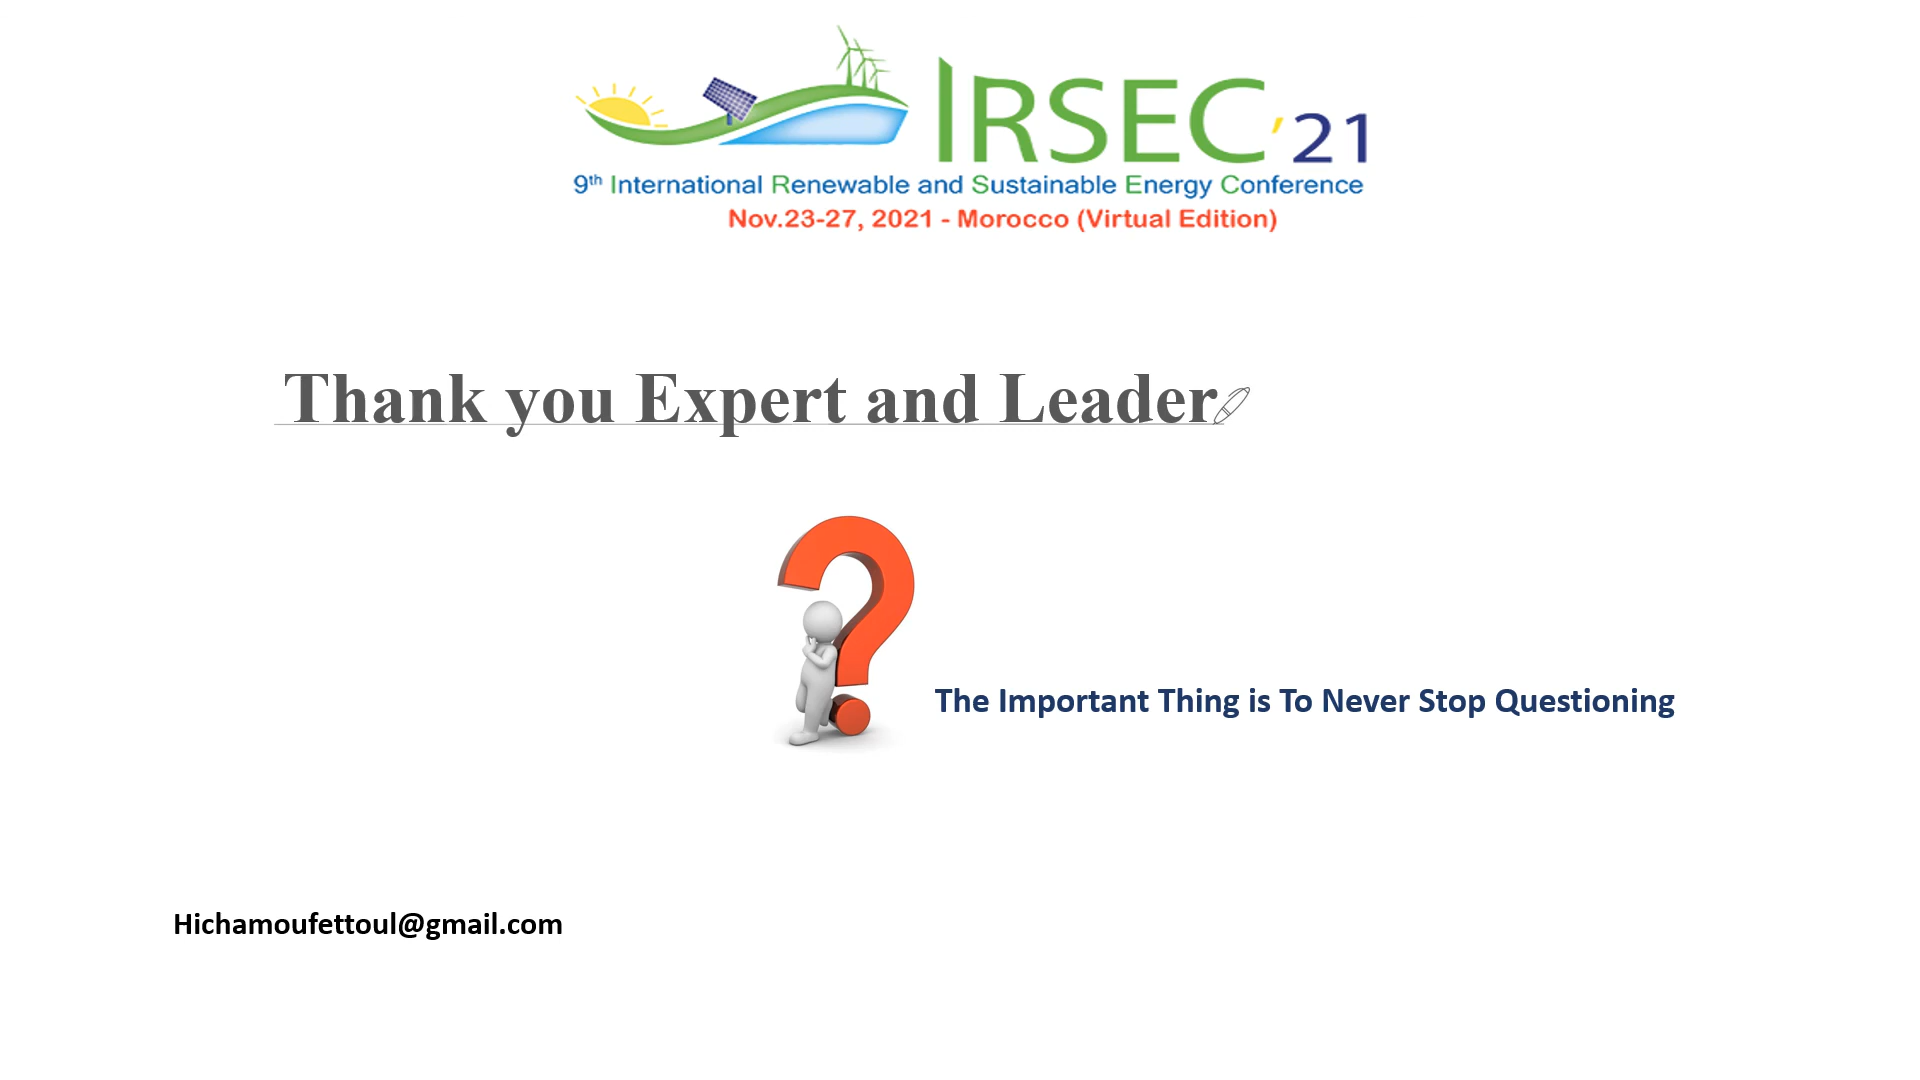 IRSEC '21
9th International Renewable and Sustainable Energy Conference
Nov.23-27, 2021 - Morocco (Virtual Edition)
Thank you Expert and Leader
The Important Thing is To Never Stop Questioning
Hichamoufettoul@gmail.com